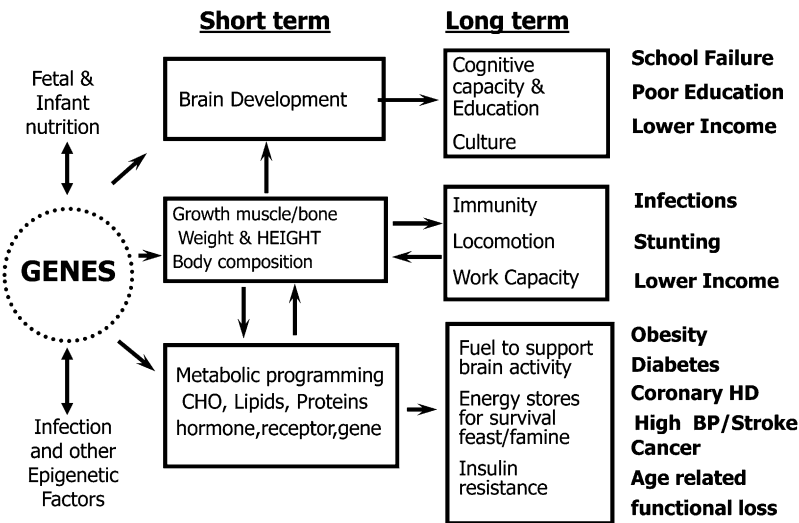 Short term
Long term
Fetal &
Infant
nutrition
GENES
Infection
and other
Epigenetic
Factors
Brain Development
Growth muscle/bone
Weight & HEIGHT
Body composition
Metabolic programming
CHO, Lipids, Proteins
hormone,receptor,gene
Cognitive
capacity &
Education
Culture
Immunity
Locomotion
Work Capacity
Fuel to support
brain activity
Energy stores
for survival
feast/famine
Insulin
resistance
School Failure
Poor Education
Lower Income
Infections
Stunting
Lower Income
Obesity
Diabetes
Coronary HD
High BP/Stroke
Cancer
Age related
functional loss